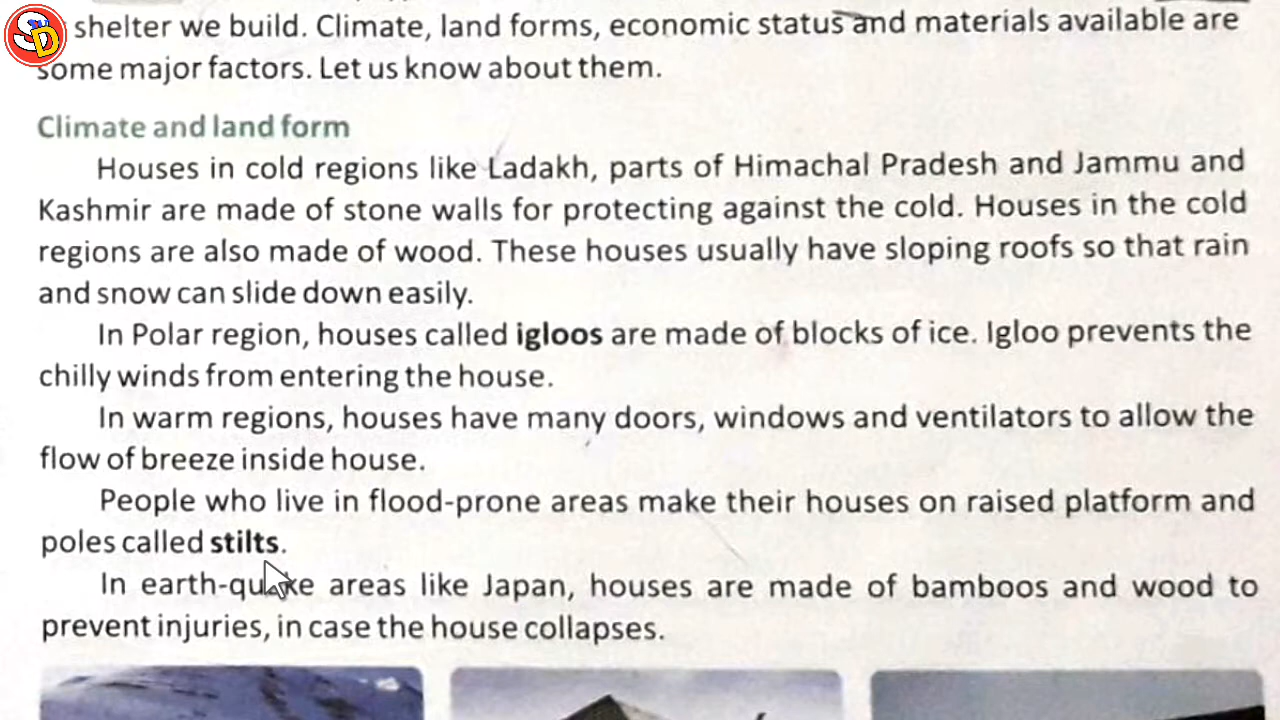 SD
shelter we build. Climate, land forms, economic status and materials available are
some major factors. Let us know about them.
Climate and land form
Houses in cold regions like Ladakh, parts of Himachal Pradesh and Jammu and
Kashmir are made of stone walls for protecting against the cold. Houses in the cold
regions are also made of wood. These houses usually have sloping roofs so that rain
and snow can slide down easily.
In Polar region, houses called igloos are made of blocks of ice. Igloo prevents the
chilly winds from entering the house.
In warm regions, houses have many doors, windows and ventilators to allow the
flow of breeze inside house.
People who live in flood-prone areas make their houses on raised platform and
poles called stilts.
In earth-quake areas like Japan, houses are made of bamboos and wood to
prevent injuries, in case the house collapses.